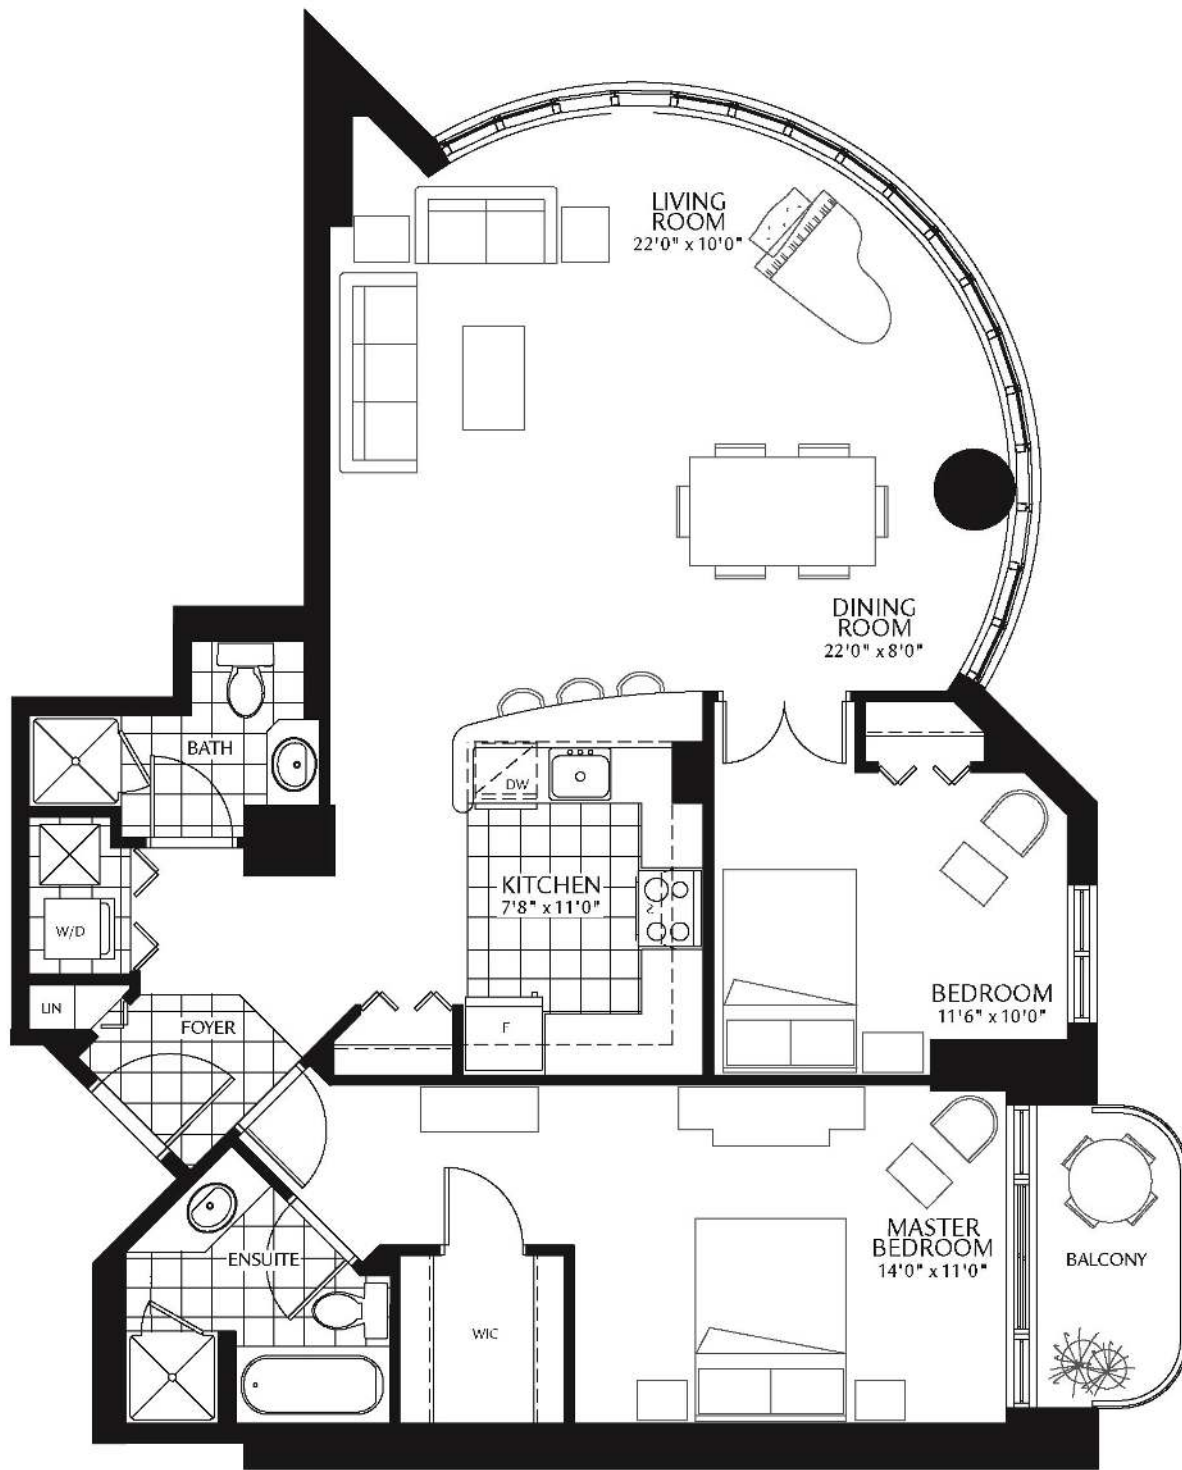 LIVING
ROOM
22'0" x 10'0"
DINING
ROOM
22'0" x 8'0"
BATH
DW
KITCHEN
7'8" x 11'0"
W/D
BEDROOM
11'6" x 10'0"
LIN
FOYER
F
MASTER
BEDROOM
14'0" x 11'0"
ENSUITE
BALCONY
WIC